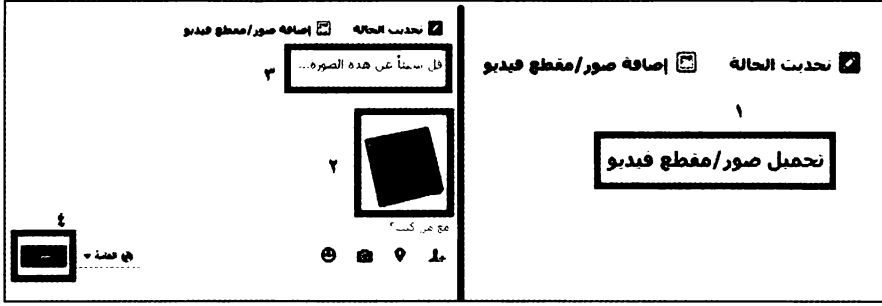 تحديث الحالة إضافة صور/مقطع فيديو
١
تحميل صور/مقطع فيديو
تحديث الحالة إضافة صور/مقطع فيديو
قل شيئاً عن هذه الصورة...
٣
٢
مع من كنت؟
٤
العامة